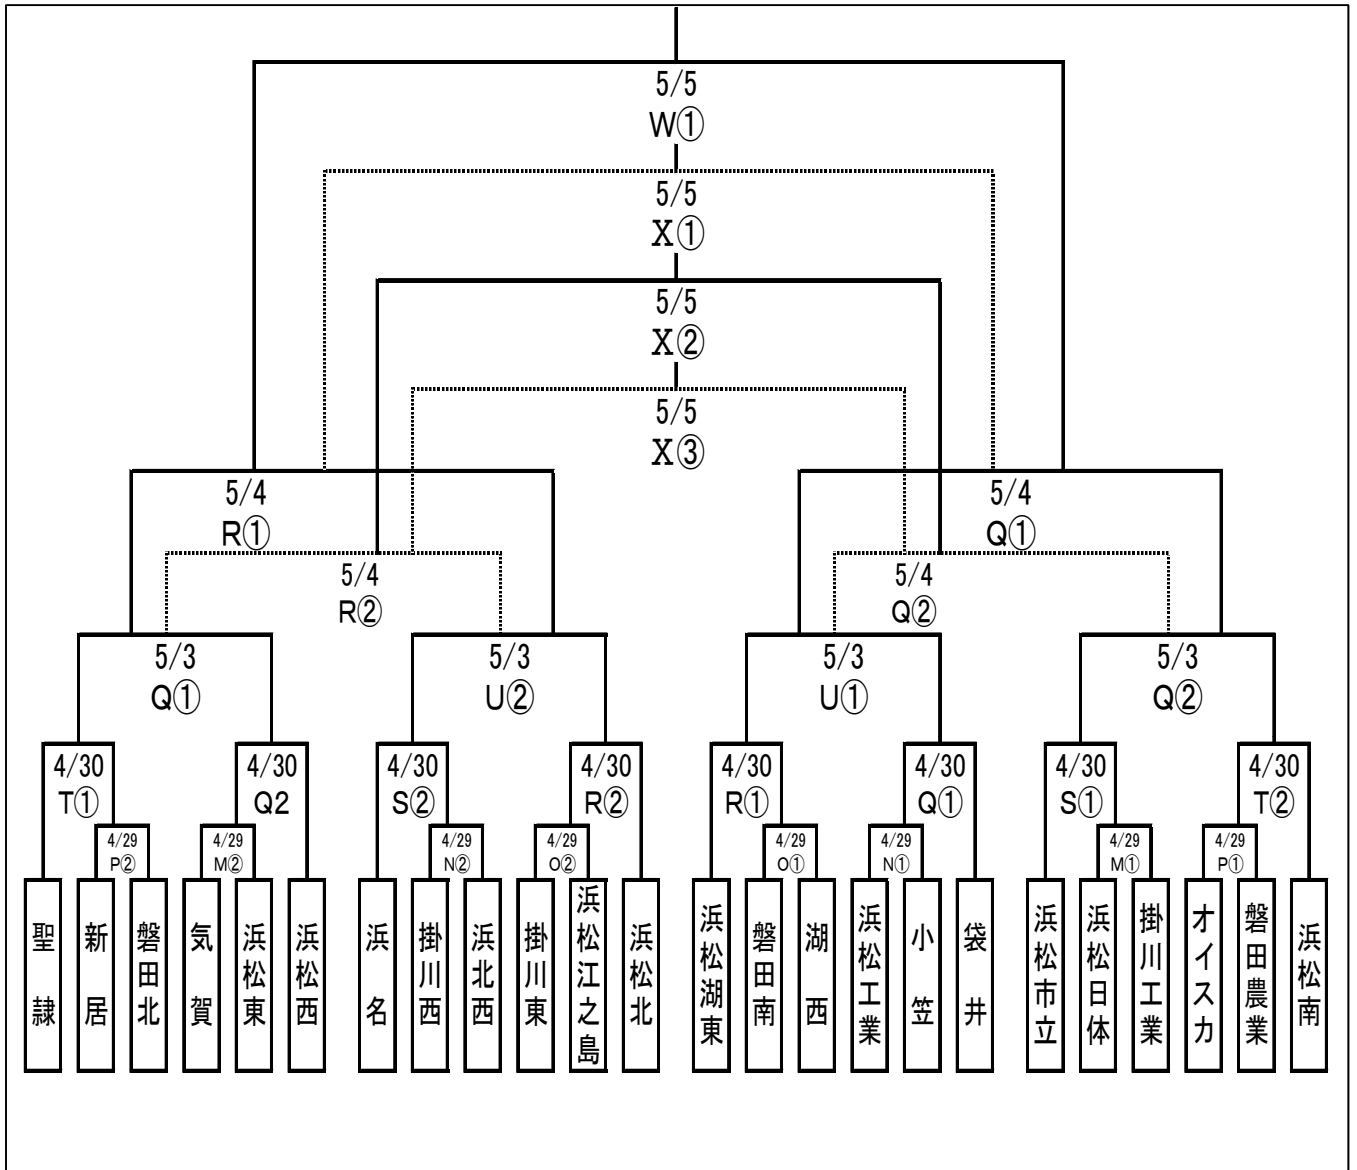 5/5
W①
5/5
X①
5/5
X②
5/5
X③
5/4
R①
5/4
Q①
5/4
R②
5/4
Q②
5/3
Q①
5/3
U②
5/3
U①
5/3
Q②
4/30
T①
4/30
Q2
4/30
S②
4/30
R②
4/30
R①
4/30
Q①
4/30
S①
4/30
T②
4/29
P②
4/29
M②
4/29
N②
4/29
O②
4/29
O①
4/29
N①
4/29
M①
4/29
P①
聖隷
新居
磐田北
気賀
浜松東
浜松西
浜名
掛川西
浜北西
掛川東
浜松江之島
浜松北
浜松湖東
磐田南
湖西
浜松工業
小笠
袋井
浜松市立
浜松日体
掛川工業
オイスカ
磐田農業
浜松南